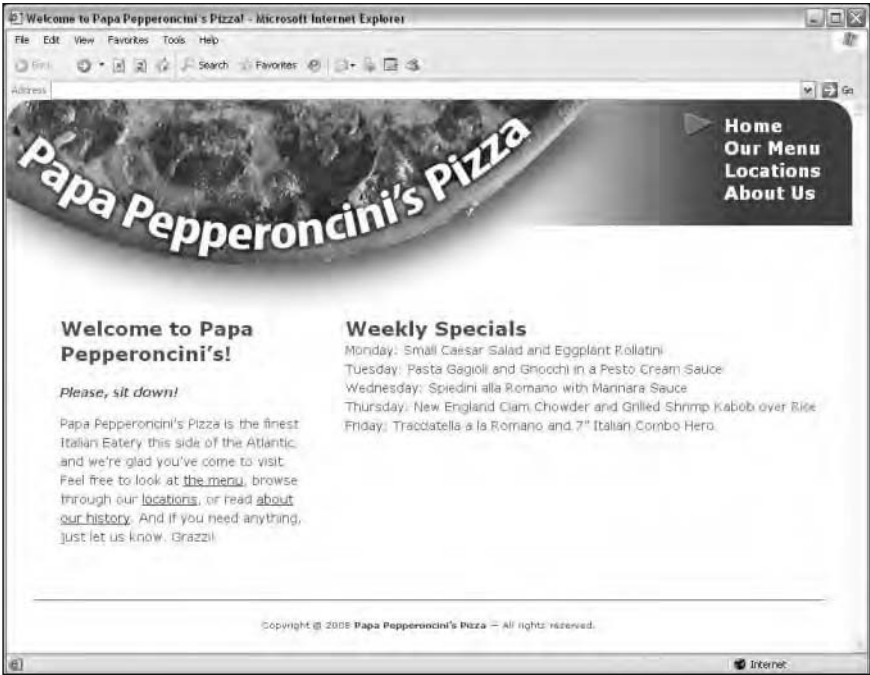 Welcome to Papa Pepperoncini's Pizza! - Microsoft Internet Explorer
File Edit View Favorites Tools Help
Back Search Favorites
Address Go
Papa Pepperoncini's Pizza
Home
Our Menu
Locations
About Us
Welcome to Papa
Pepperoncini's!
Please, sit down!
Papa Pepperoncini's Pizza is the finest
Italian Eatery this side of the Atlantic,
and we're glad you've come to visit.
Feel free to look at the menu, browse
through our locations, or read about
our history. And if you need anything,
just let us know. Grazzi!
Weekly Specials
Monday: Small Caesar Salad and Eggplant Rollatini
Tuesday: Pasta Gagioli and Gnocchi in a Pesto Cream Sauce
Wednesday: Spiedini alla Romano with Marinara Sauce
Thursday: New England Clam Chowder and Grilled Shrimp Kabob over Rice
Friday: Tracciatella a la Romano and 7" Italian Combo Hero
Copyright @ 2008 Papa Pepperoncini's Pizza — All rights reserved.
Internet